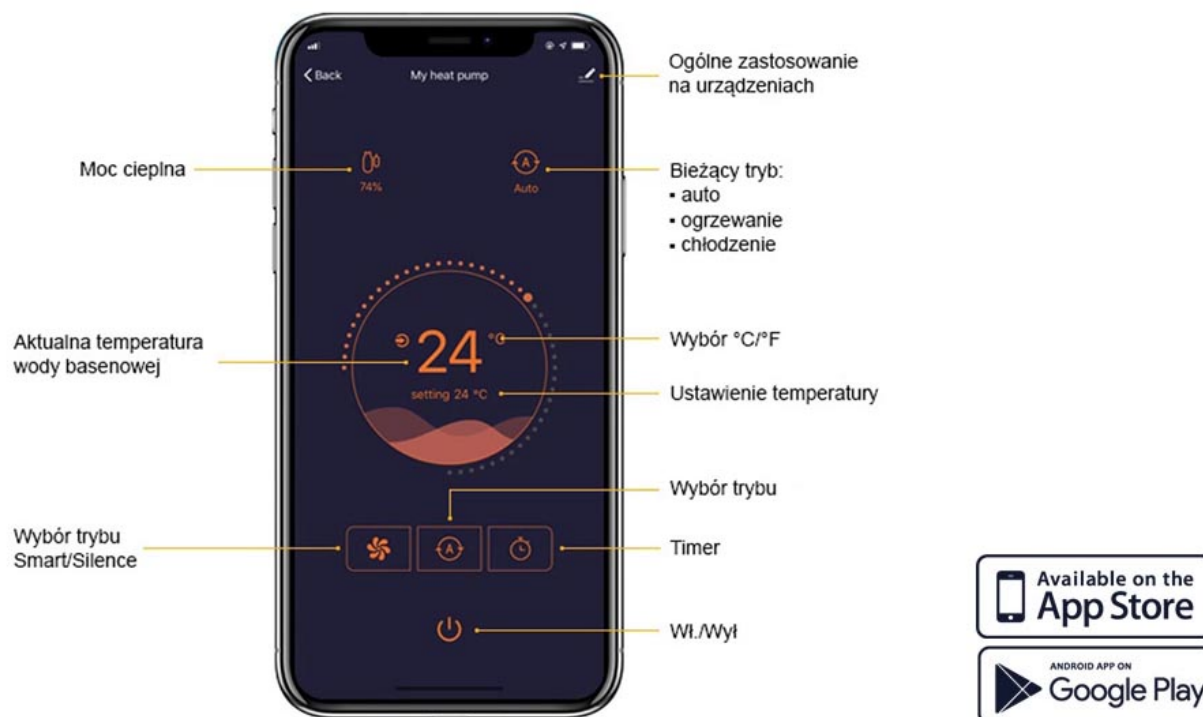 Back
My heat pump
Ogólne zastosowanie
na urządzeniach
Moc cieplna
74%
Auto
Bieżący tryb:
▪ auto
▪ ogrzewanie
▪ chłodzenie
Aktualna temperatura
wody basenowej
24 °C
setting 24 °C
Wybór °C/°F
Ustawienie temperatury
Wybór trybu
Wybór trybu
Smart/Silence
A
Timer
Wł./Wył
Available on the
App Store
ANDROID APP ON
Google Play